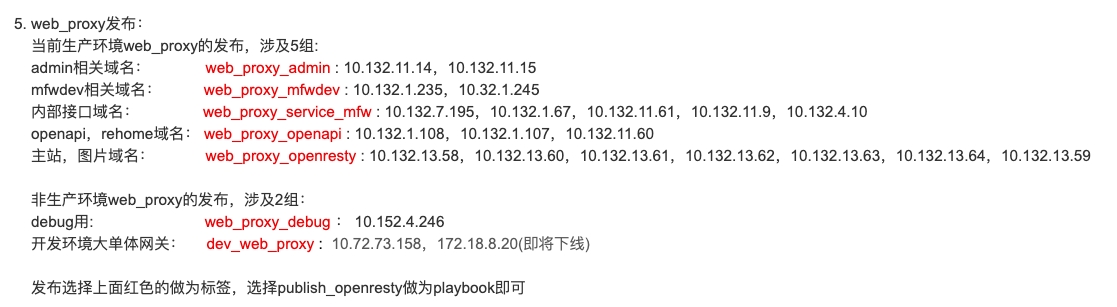 5. web_proxy发布：
当前生产环境web_proxy的发布，涉及5组:
admin相关域名： web_proxy_admin : 10.132.11.14，10.132.11.15
mfwdev相关域名： web_proxy_mfwdev : 10.132.1.235，10.32.1.245
内部接口域名： web_proxy_service_mfw : 10.132.7.195，10.132.1.67，10.132.11.61，10.132.11.9，10.132.4.10
openapi，rehome域名： web_proxy_openapi : 10.132.1.108，10.132.1.107，10.132.11.60
主站，图片域名： web_proxy_openresty : 10.132.13.58，10.132.13.60，10.132.13.61，10.132.13.62，10.132.13.63，10.132.13.64，10.132.13.59
非生产环境web_proxy的发布，涉及2组：
debug用: web_proxy_debug ： 10.152.4.246
开发环境大单体网关： dev_web_proxy : 10.72.73.158，172.18.8.20(即将下线)
发布选择上面红色的做为标签，选择publish_openresty做为playbook即可